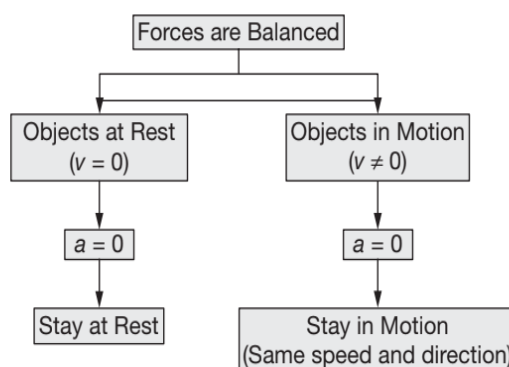 Forces are Balanced
Objects at Rest
(v = 0)
Objects in Motion
(v ≠ 0)
a = 0
a = 0
Stay at Rest
Stay in Motion
(Same speed and direction)